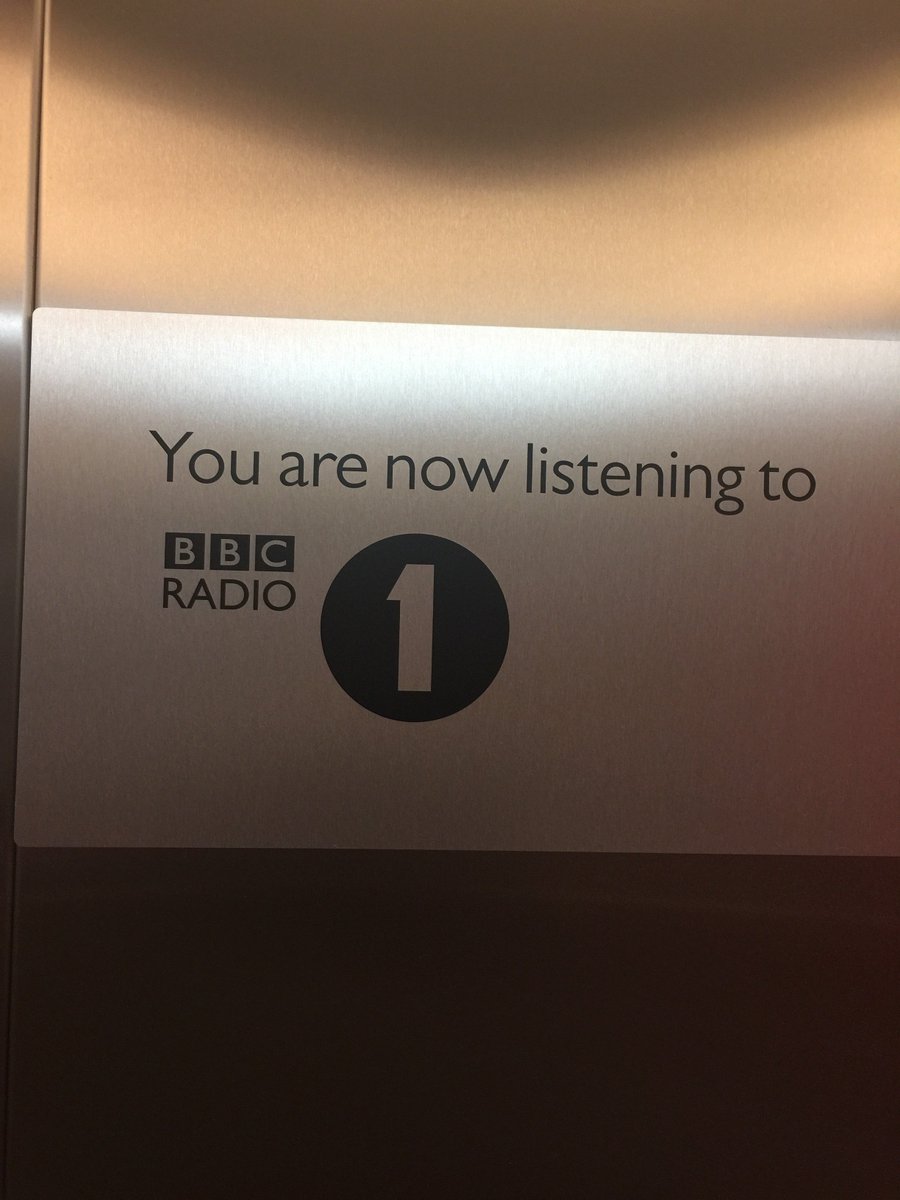 You are now listening to
BBC
RADIO
1